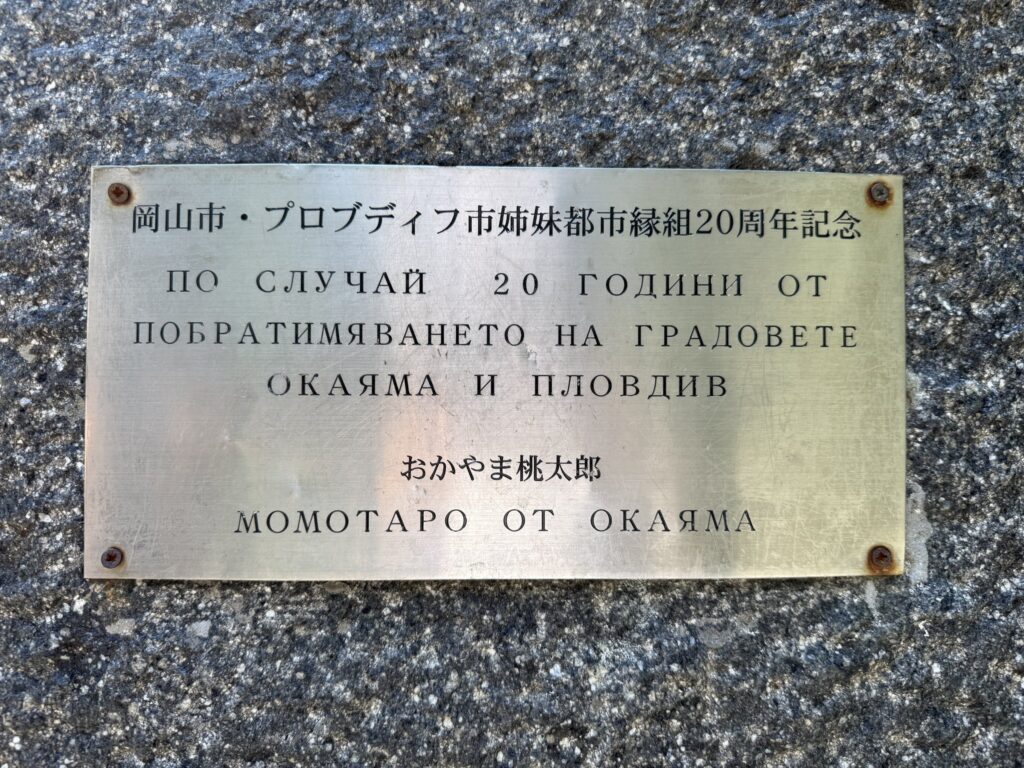 岡山市・プロブディフ市姉妹都市縁組20周年記念
ПО СЛУЧАЙ 20 ГОДИНИ ОТ
ПОБРАТИМЯВАНЕТО НА ГРАДОВЕТЕ
ОКАЯМА И ПЛОВДИВ
おかやま桃太郎
МОМОТАРО ОТ ОКАЯМА